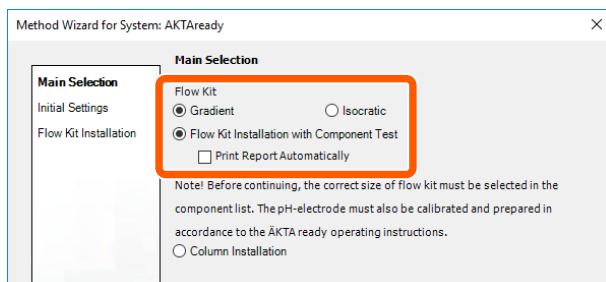 Method Wizard for System: AKTAready
Main Selection
Main Selection
Initial Settings
Flow Kit Installation
Flow Kit
Gradient
Isocratic
Flow Kit Installation with Component Test
Print Report Automatically
Note! Before continuing, the correct size of flow kit must be selected in the
component list. The pH-electrode must also be calibrated and prepared in
accordance to the ÄKTA ready operating instructions.
Column Installation